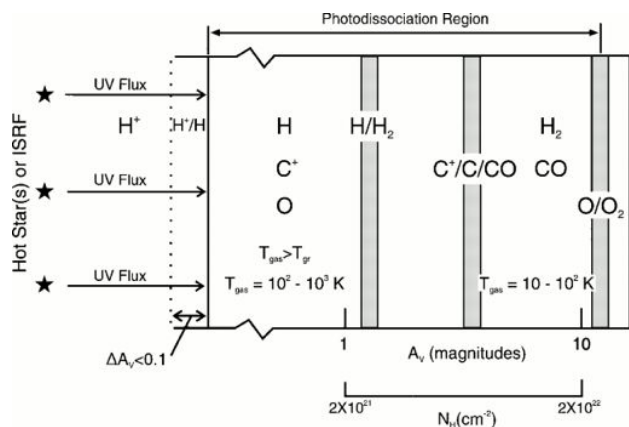 Photodissociation Region
Hot Star(s) or ISRF
UV Flux
H⁺ H⁺/H H H/H₂ H₂
C⁺ C⁺/C/CO CO
UV Flux
O O/O₂
T_gas>T_gr
UV Flux
T_gas = 10² - 10³ K T_gas = 10 - 10² K
ΔA_V<0.1
1 A_V (magnitudes) 10
2X10²¹ 2X10²²
N_H(cm⁻²)